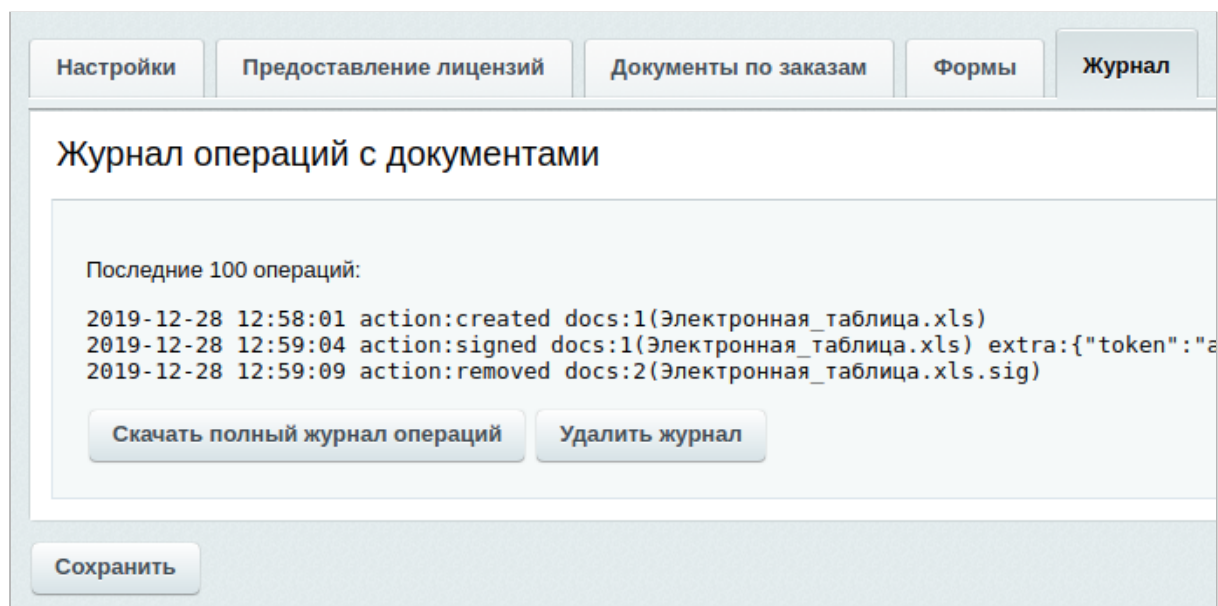 Настройки Предоставление лицензий Документы по заказам Формы Журнал
Журнал операций с документами
Последние 100 операций:
2019-12-28 12:58:01 action:created docs:1(Электронная_таблица.xls)
2019-12-28 12:59:04 action:signed docs:1(Электронная_таблица.xls) extra:{"token":"a
2019-12-28 12:59:09 action:removed docs:2(Электронная_таблица.xls.sig)
Скачать полный журнал операций Удалить журнал
Сохранить